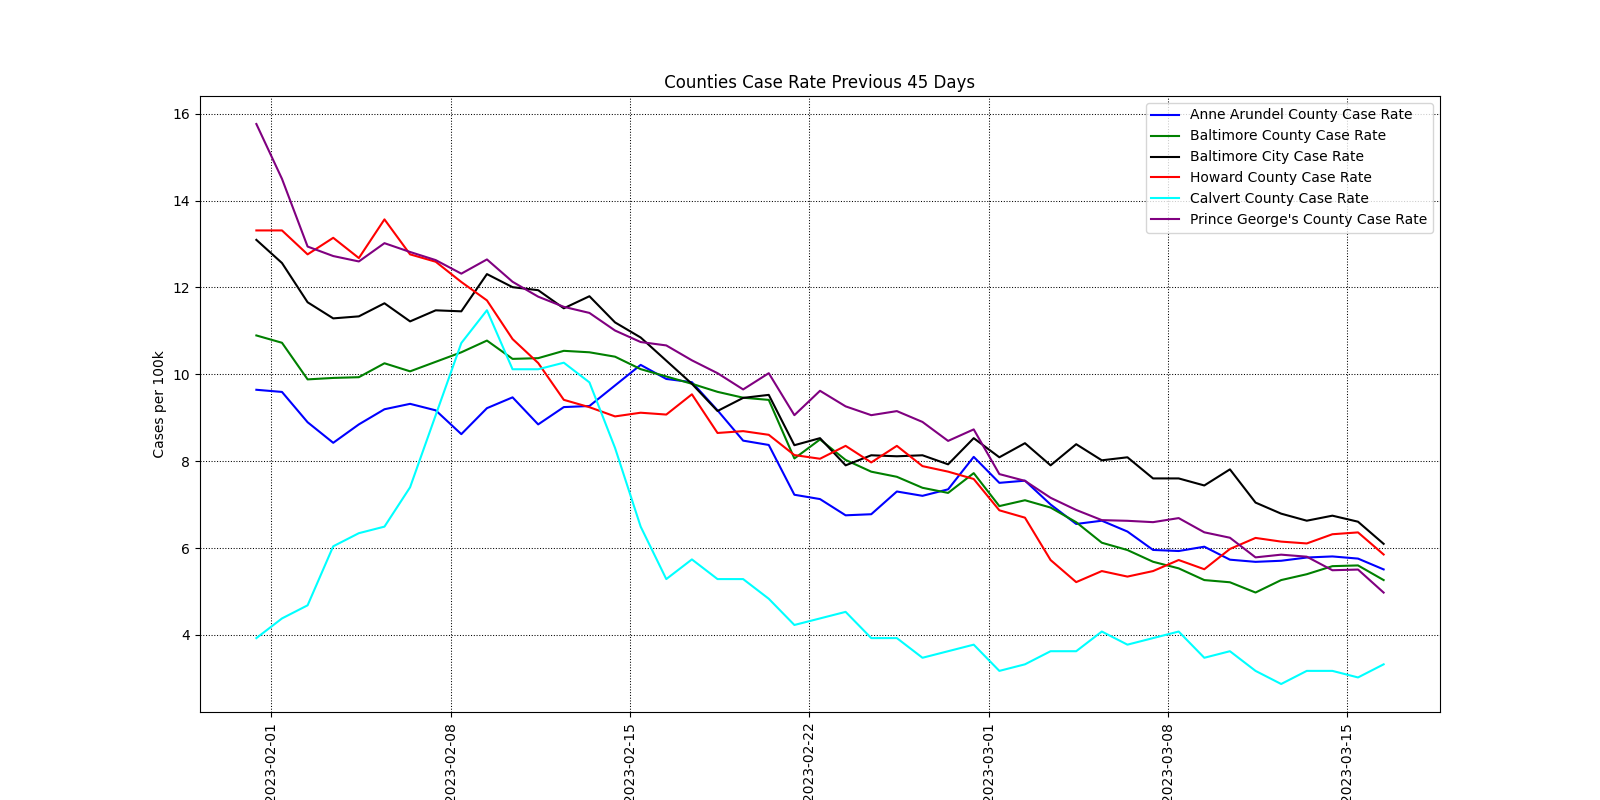 Counties Case Rate Previous 45 Days
Anne Arundel County Case Rate
Baltimore County Case Rate
Baltimore City Case Rate
Howard County Case Rate
Calvert County Case Rate
Prince George's County Case Rate
Cases per 100k
16
14
12
10
8
6
4
2023-02-01
2023-02-08
2023-02-15
2023-02-22
2023-03-01
2023-03-08
2023-03-15